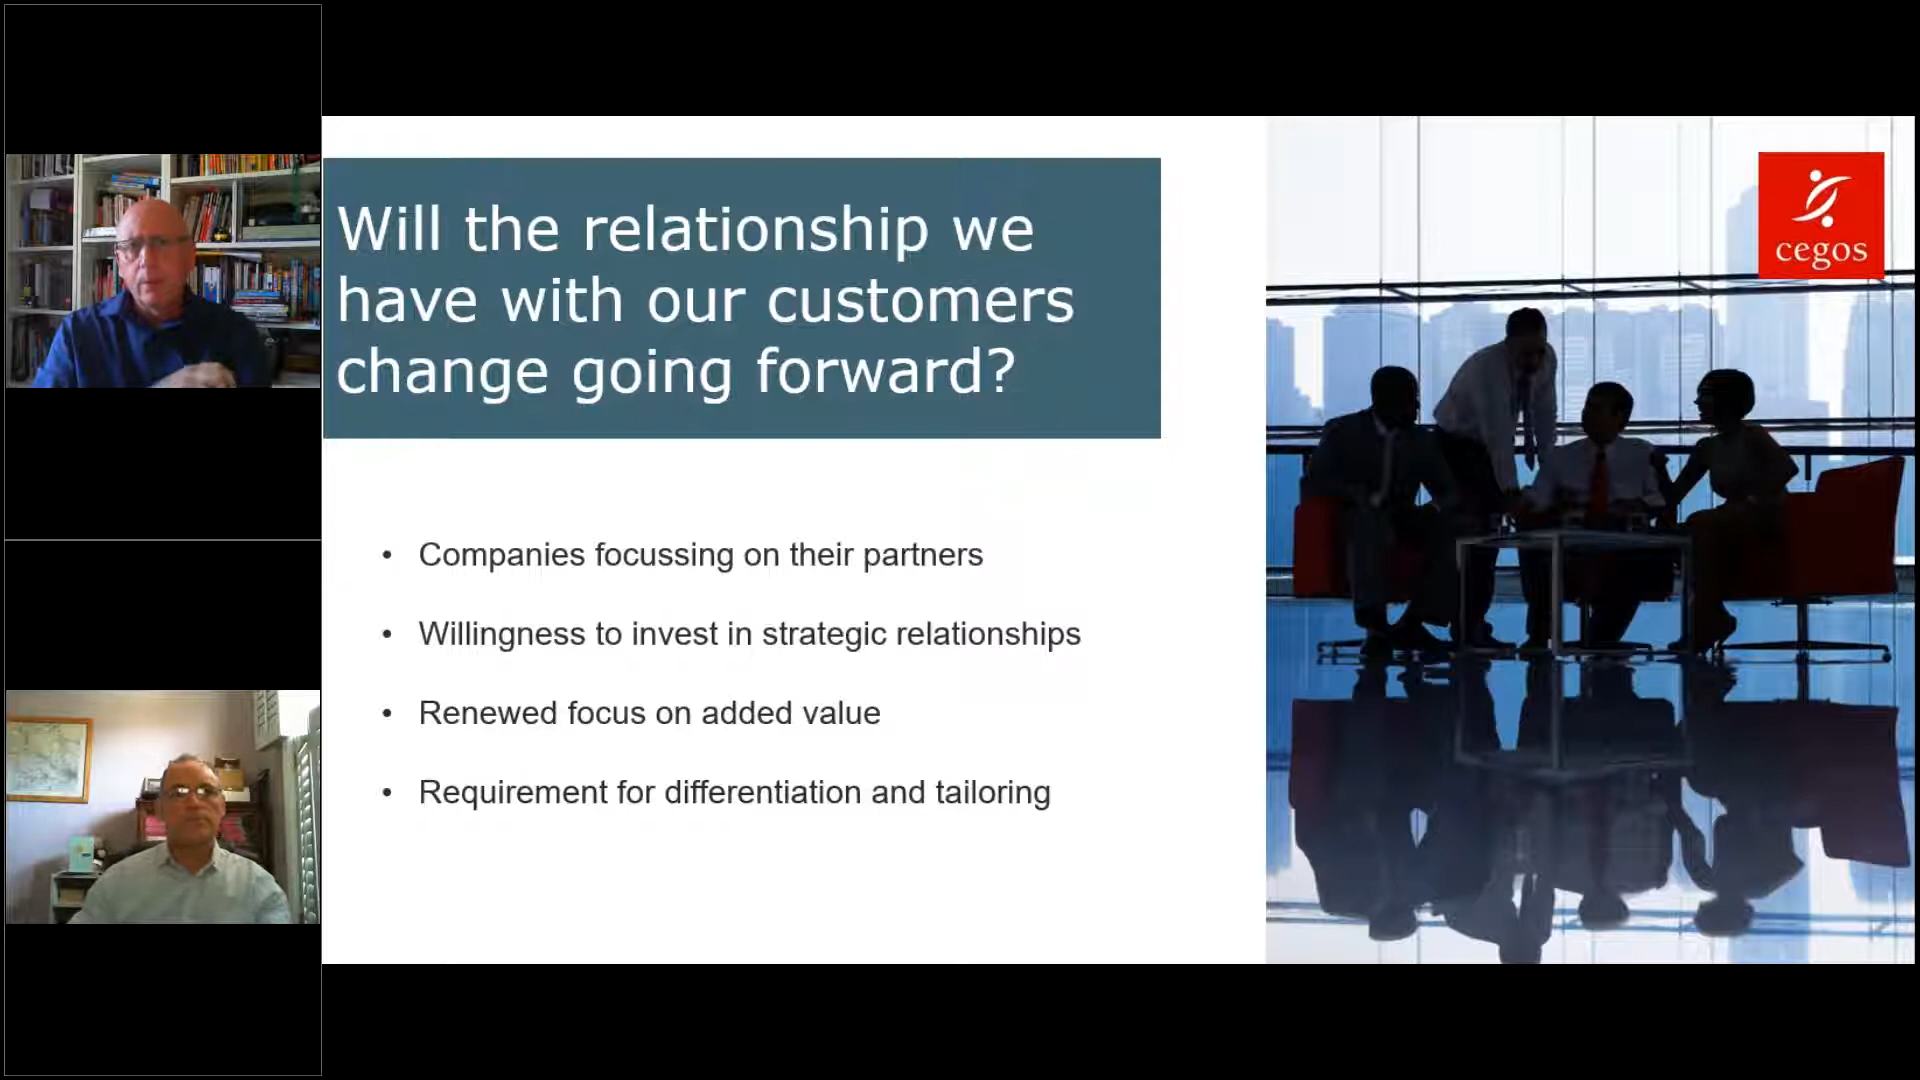 Will the relationship we
have with our customers
change going forward?
• Companies focussing on their partners
• Willingness to invest in strategic relationships
• Renewed focus on added value
• Requirement for differentiation and tailoring
cegos